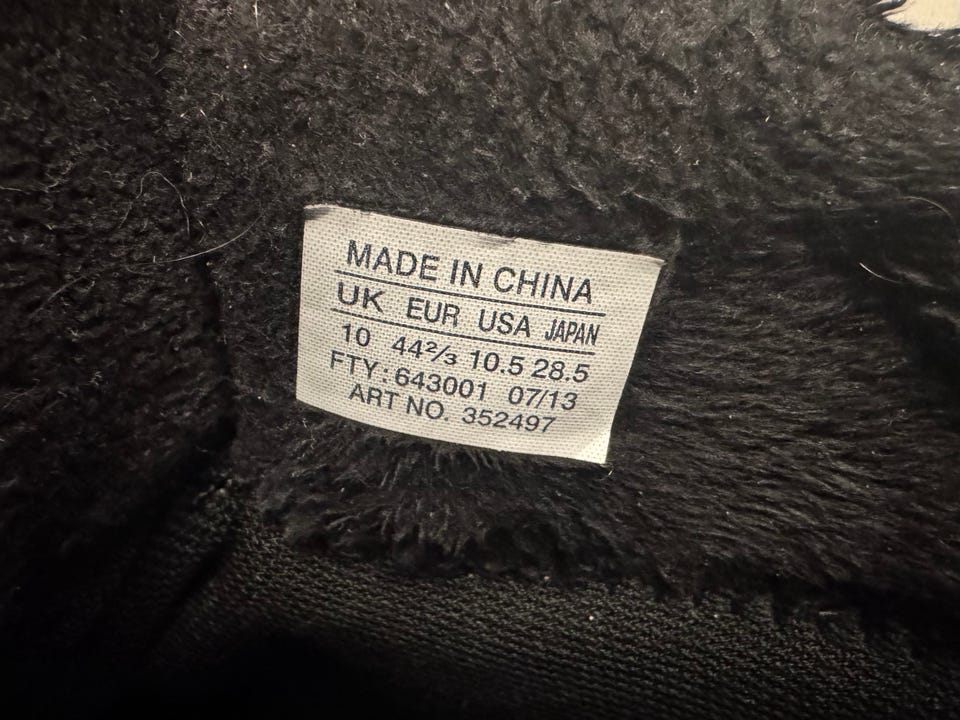 MADE IN CHINA
UK EUR USA JAPAN
10 44⅔ 10.5 28.5
FTY: 643001 07/13
ART NO. 352497